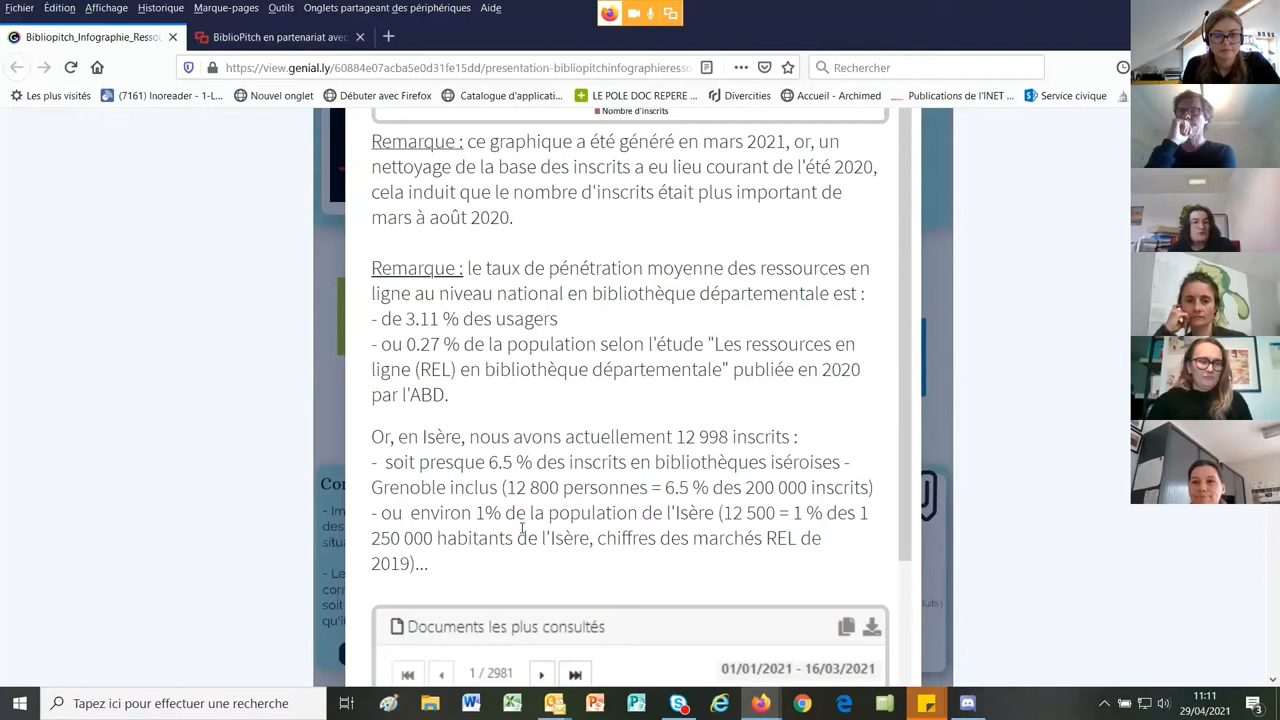 Fichier Édition Affichage Historique Marque-pages Outils Onglets partageant des périphériques Aide
Bibliopitch_Infographie_Ressou
BiblioPitch en partenariat avec
https://view.genial.ly/60884e07acba5e0d31fe15dd/presentation-bibliopitchinfographieresso
Rechercher
Les plus visités (7161) Inoreader - 1-L... Nouvel onglet Débuter avec Firefox Catalogue d'applicati... LE POLE DOC REPERE ... Divercities Accueil - Archimed Publications de l'INET ... Service civique
Nombre d'inscrits
Remarque : ce graphique a été généré en mars 2021, or, un
nettoyage de la base des inscrits a eu lieu courant de l'été 2020,
cela induit que le nombre d'inscrits était plus important de
mars à août 2020.
Remarque : le taux de pénétration moyenne des ressources en
ligne au niveau national en bibliothèque départementale est :
- de 3.11 % des usagers
- ou 0.27 % de la population selon l'étude "Les ressources en
ligne (REL) en bibliothèque départementale" publiée en 2020
par l'ABD.
Or, en Isère, nous avons actuellement 12 998 inscrits :
- soit presque 6.5 % des inscrits en bibliothèques iséroises -
Grenoble inclus (12 800 personnes = 6.5 % des 200 000 inscrits)
- ou environ 1% de la population de l'Isère (12 500 = 1 % des 1
250 000 habitants de l'Isère, chiffres des marchés REL de
2019)...
Documents les plus consultés
1 / 2981
01/01/2021 - 16/03/2021
Tapez ici pour effectuer une recherche
11:11
29/04/2021
3